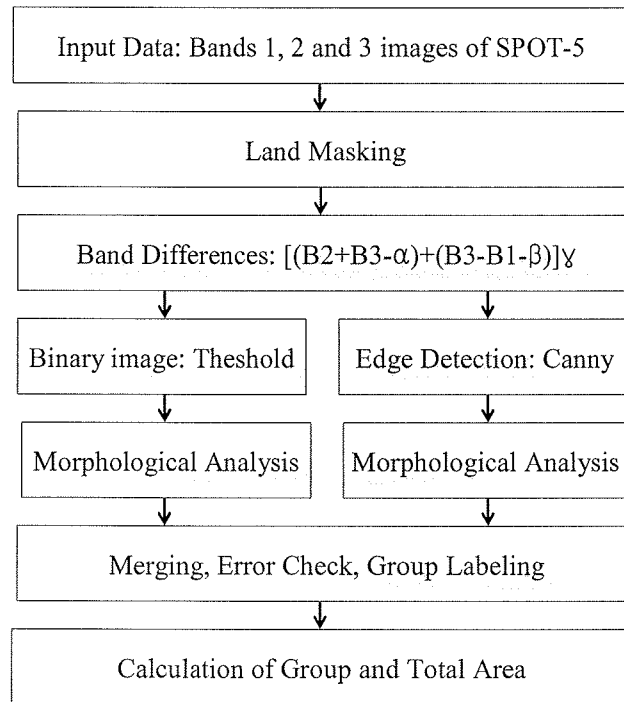 Input Data: Bands 1, 2 and 3 images of SPOT-5
Land Masking
Band Differences: [(B2+B3-α)+(B3-B1-β)]ɣ
Binary image: Theshold
Edge Detection: Canny
Morphological Analysis
Morphological Analysis
Merging, Error Check, Group Labeling
Calculation of Group and Total Area